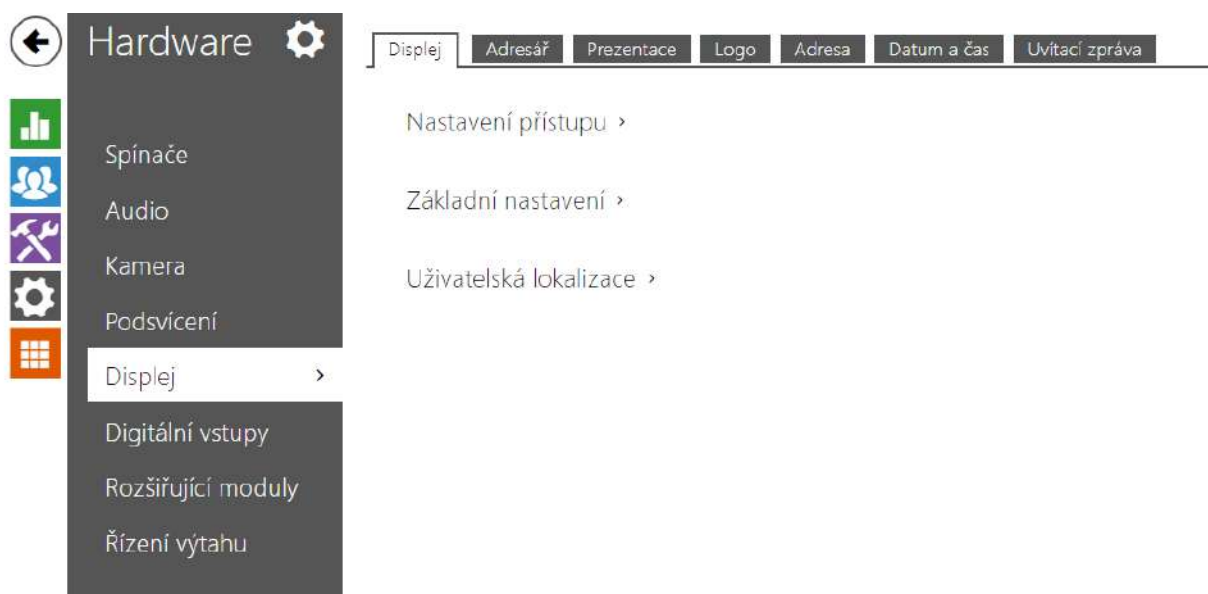 Hardware
Displej Adresář Prezentace Logo Adresa Datum a čas Uvítací zpráva
Nastavení přístupu ›
Spínače
Základní nastavení ›
Audio
Kamera
Uživatelská lokalizace ›
Podsvícení
Displej ›
Digitální vstupy
Rozšiřující moduly
Řízení výtahu